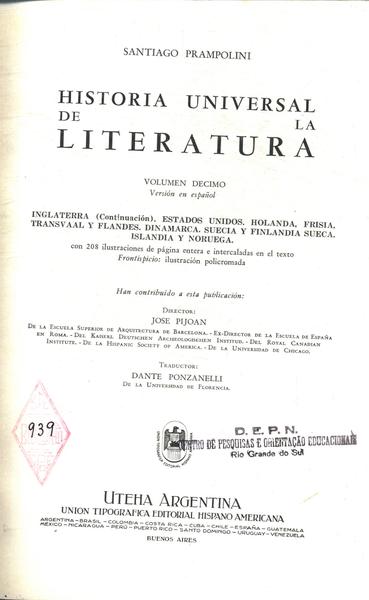 SANTIAGO PRAMPOLINI
HISTORIA UNIVERSAL
DE LA
LITERATURA
VOLUMEN DECIMO
Versión en español
INGLATERRA (Continuación). ESTADOS UNIDOS. HOLANDA, FRISIA,
TRANSVAAL Y FLANDES. DINAMARCA. SUECIA Y FINLANDIA SUECA.
ISLANDIA Y NORUEGA.
con 208 ilustraciones de página entera e intercaladas en el texto
Frontispicio: ilustración policromada
Han contribuído a esta publicación:
DIRECTOR:
JOSE PIJOAN
DE LA ESCUELA SUPERIOR DE ARQUITECTURA DE BARCELONA. - EX-DIRECTOR DE LA ESCUELA DE ESPAÑA
EN ROMA. - DEL KAISERL DEUTSCHEN ARCHEOLOGISCHEN INSTITUD. - DEL ROYAL CANADIAN
INSTITUTE. - DE LA HISPANIC SOCIETY OF AMERICA. - DE LA UNIVERSIDAD DE CHICAGO.
TRADUCTOR:
DANTE PONZANELLI
DE LA UNIVERSIDAD DE FLORENCIA.
939
D. E. P. N.
CENTRO DE PESQUISAS E ORIENTAÇÃO EDUCACIONAIS
Rio Grande do Sul
UTEHA ARGENTINA
UNION TIPOGRAFICA EDITORIAL HISPANO AMERICANA
ARGENTINA - BRASIL - COLOMBIA - COSTA RICA - CUBA - CHILE - ESPAÑA - GUATEMALA
MÉXICO - NICARAGUA - PERÚ - PUERTO RICO - SANTO DOMINGO - URUGUAY - VENEZUELA
BUENOS AIRES